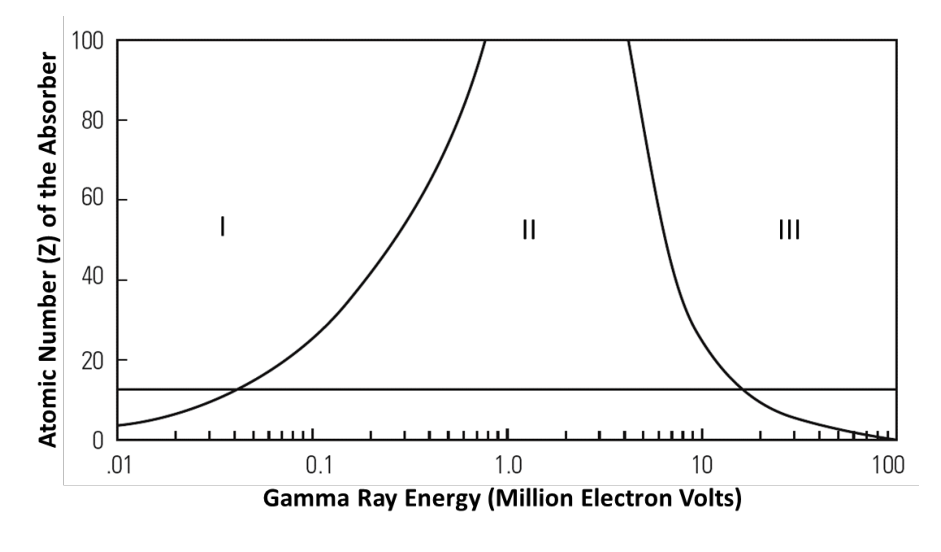 Atomic Number (Z) of the Absorber
100
80
60
40
20
0
I
II
III
.01
0.1
1.0
10
100
Gamma Ray Energy (Million Electron Volts)